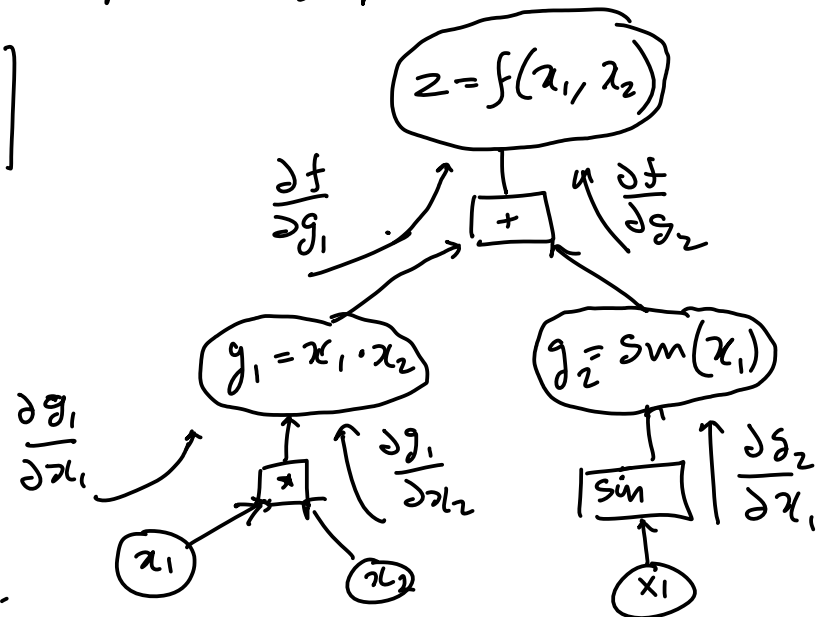 z = f(x₁, x₂)
∂f/∂g₁
+
∂f/∂g₂
g₁ = x₁ · x₂
g₂ = sin(x₁)
∂g₁/∂x₁
*
∂g₁/∂x₂
sin
∂g₂/∂x₁
x₁
x₂
x₁
]